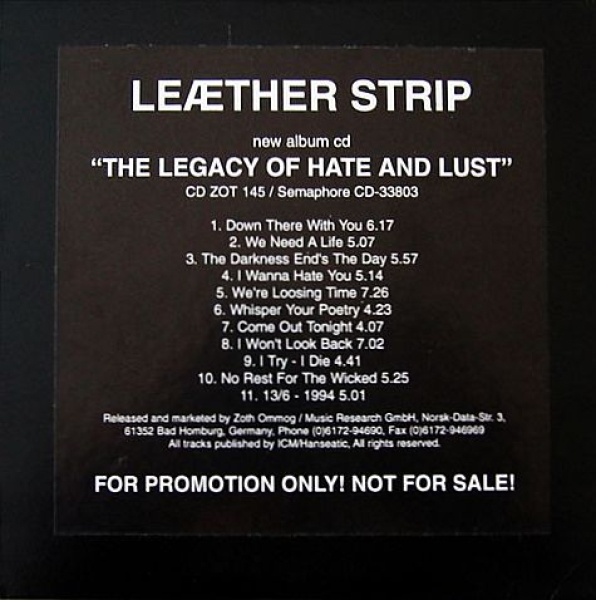 LEÆTHER STRIP
new album cd
“THE LEGACY OF HATE AND LUST”
CD ZOT 145 / Semaphore CD-33803
1. Down There With You 6.17
2. We Need A Life 5.07
3. The Darkness End's The Day 5.57
4. I Wanna Hate You 5.14
5. We're Loosing Time 7.26
6. Whisper Your Poetry 4.23
7. Come Out Tonight 4.07
8. I Won't Look Back 7.02
9. I Try - I Die 4.41
10. No Rest For The Wicked 5.25
11. 13/6 - 1994 5.01
Released and marketed by Zoth Ommog / Music Research GmbH, Norsk-Data-Str. 3,
61352 Bad Homburg, Germany, Phone (0)6172-94690, Fax (0)6172-946969
All tracks published by ICM/Hanseatic, All rights reserved.
FOR PROMOTION ONLY! NOT FOR SALE!